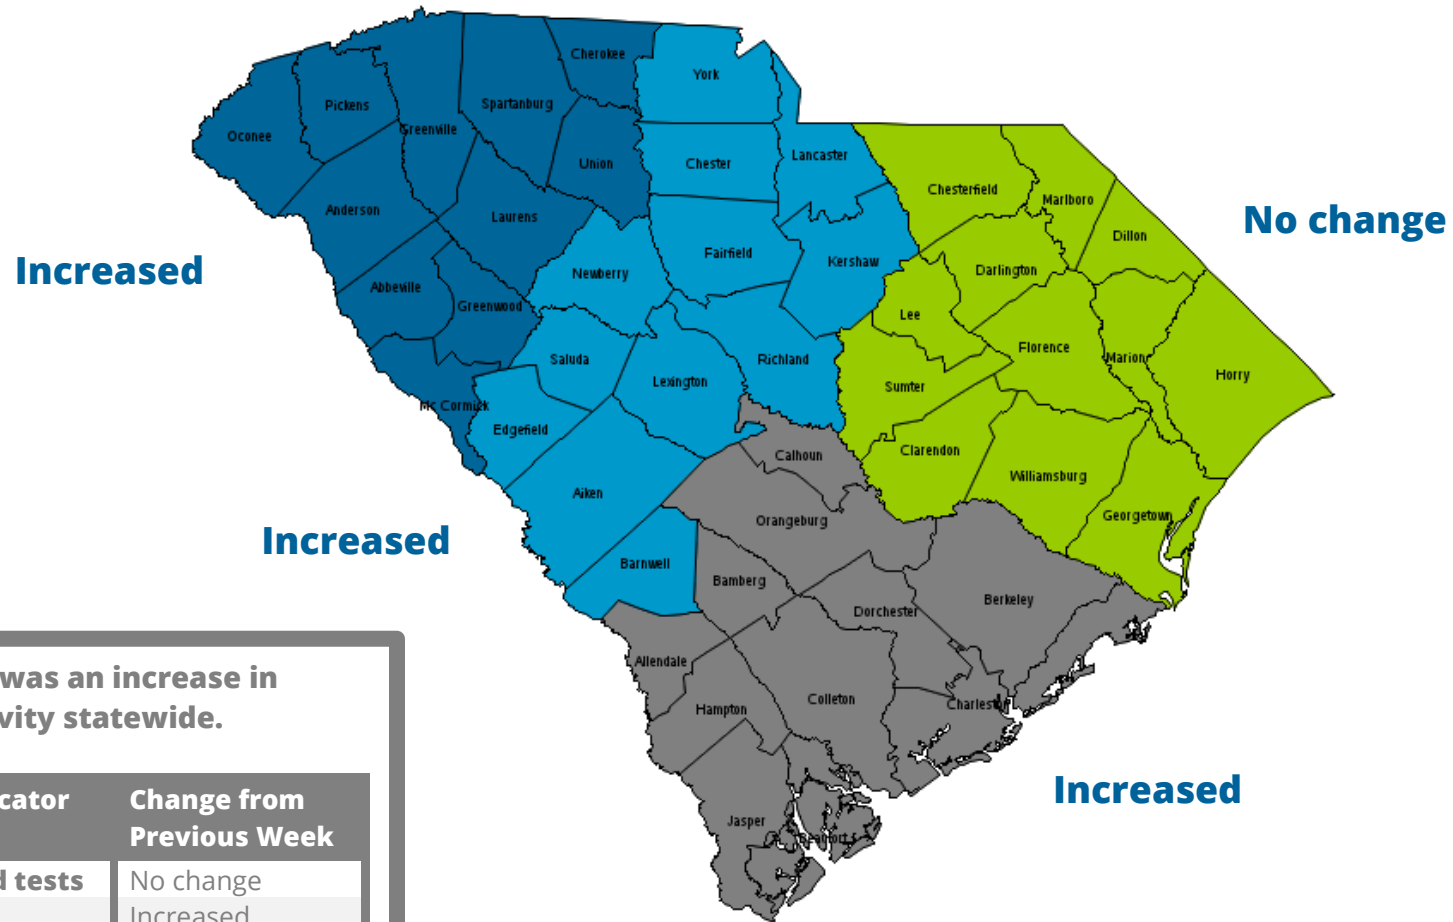 Cherokee
York
Pickens
Spartanburg
Greenville
Oconee
Union
Chester
Lancaster
Chesterfield
Marlboro
Anderson
Laurens
No change
Dillon
Fairfield
Kershaw
Increased
Newberry
Darlington
Abbeville
Greenwood
Lee
Florence
Saluda
Richland
Marion
Horry
Lexington
Sumter
Mc Cormick
Edgefield
Calhoun
Clarendon
Williamsburg
Aiken
Orangeburg
Georgetown
Increased
Barnwell
Bamberg
Berkeley
Dorchester
Allendale
was an increase in
vity statewide.
Hampton
Colleton
Charleston
Increased
cator
Change from
Previous Week
Jasper
Beaufort
d tests
No change
Increased